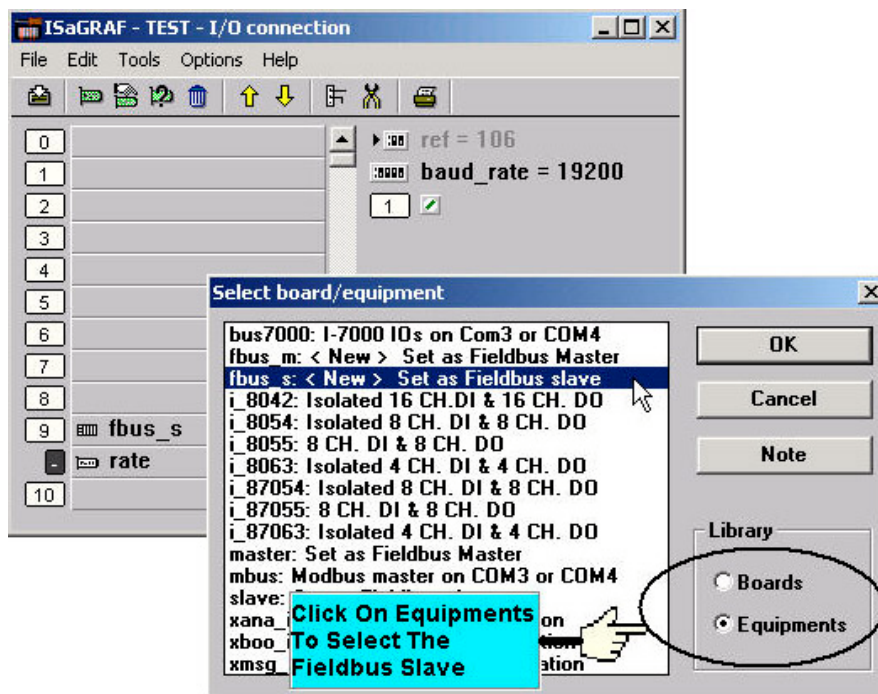 ISaGRAF - TEST - I/O connection
File Edit Tools Options Help
0
1
2
3
4
5
6
7
8
9 fbus_s
- rate
10
ref = 106
baud_rate = 19200
1
Select board/equipment
bus7000: I-7000 IOs on Com3 or COM4
fbus_m: < New > Set as Fieldbus Master
fbus_s: < New > Set as Fieldbus slave
i_8042: Isolated 16 CH.DI & 16 CH. DO
i_8054: Isolated 8 CH. DI & 8 CH. DO
i_8055: 8 CH. DI & 8 CH. DO
i_8063: Isolated 4 CH. DI & 4 CH. DO
i_87054: Isolated 8 CH. DI & 8 CH. DO
i_87055: 8 CH. DI & 8 CH. DO
i_87063: Isolated 4 CH. DI & 4 CH. DO
master: Set as Fieldbus Master
mbus: Modbus master on COM3 or COM4
slave:
xana_
xboo_
xmsg_
Click On Equipments
To Select The
Fieldbus Slave
OK
Cancel
Note
Library
Boards
Equipments